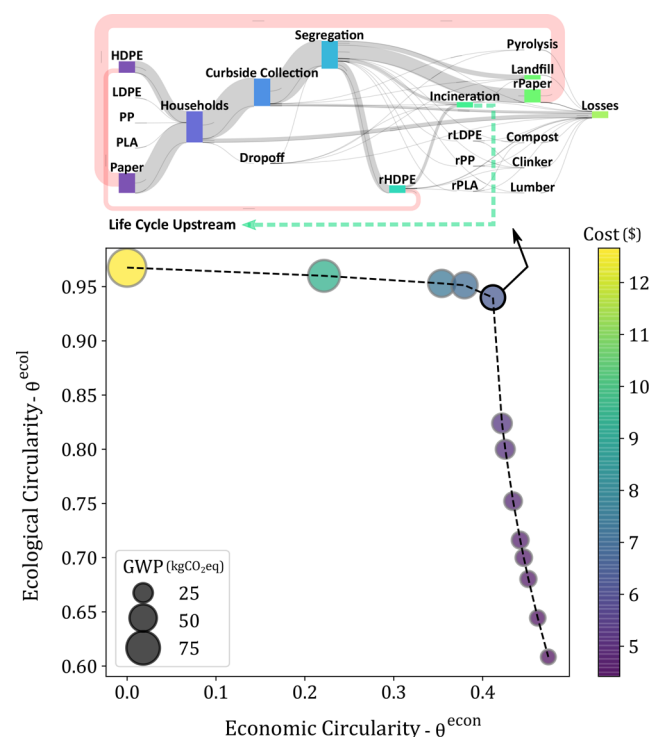 Segregation
Pyrolysis
HDPE
Landfill
Curbside Collection
rPaper
LDPE
Incineration
Households
Losses
PP
rLDPE
Compost
PLA
Dropoff
rPP
Clinker
Paper
rHDPE
rPLA
Lumber
Life Cycle Upstream
Cost ($)
0.95
12
0.90
11
0.85
10
0.80
9
8
0.75
7
0.70
6
0.65
5
0.60
Ecological Circularity - θ^ecol
GWP (kgCO₂eq)
25
50
75
0.0 0.1 0.2 0.3 0.4
Economic Circularity - θ^econ